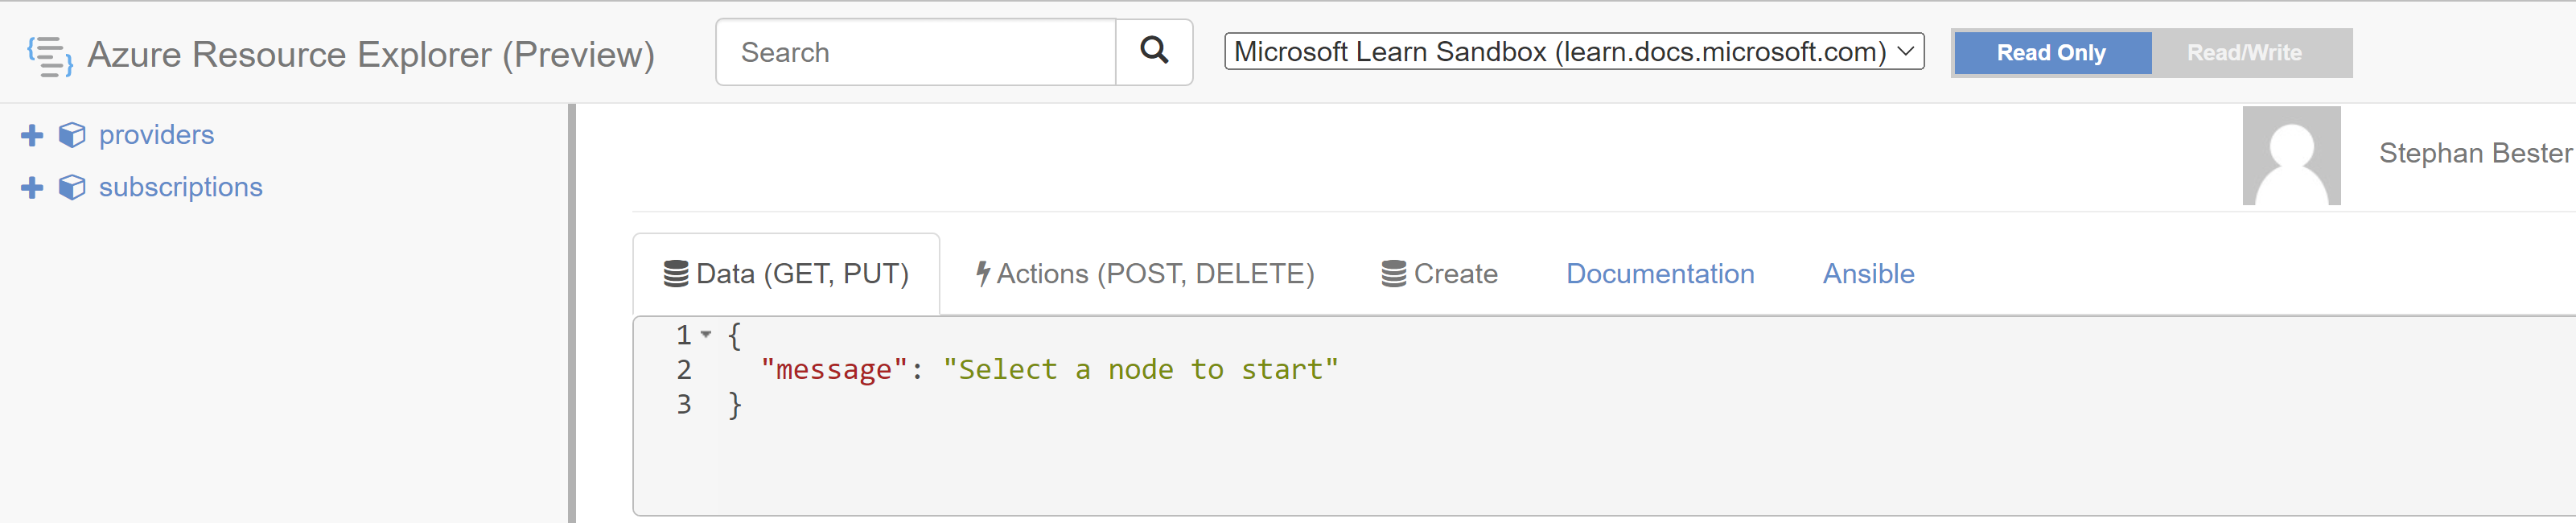 Azure Resource Explorer (Preview)
Search
Microsoft Learn Sandbox (learn.docs.microsoft.com)
Read Only
Read/Write
providers
subscriptions
Stephan Bester
Data (GET, PUT)
Actions (POST, DELETE)
Create
Documentation
Ansible
1 {
2 "message": "Select a node to start"
3 }